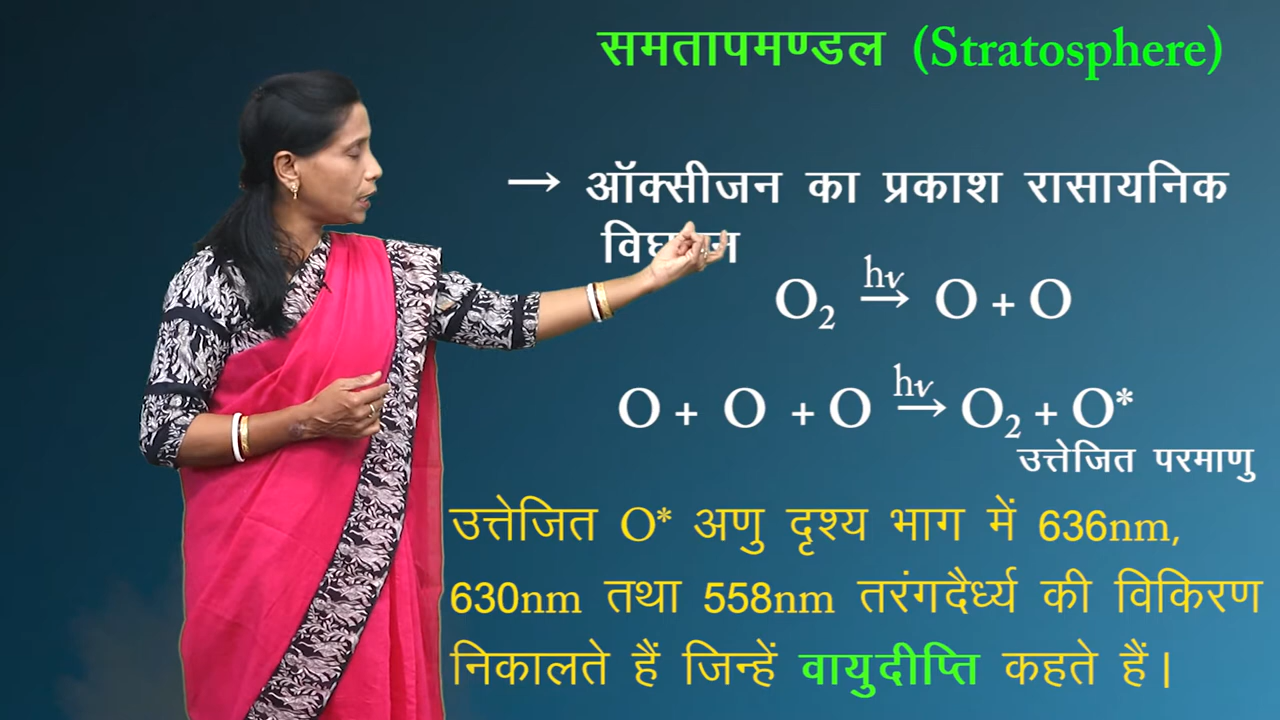 समतापमण्डल (Stratosphere)
→ ऑक्सीजन का प्रकाश रासायनिक
O₂ hν→ O + O
O + O + O hν→ O₂ + O*
उत्तेजित परमाणु
उत्तेजित O* अणु दृश्य भाग में 636nm,
630nm तथा 558nm तरंगदैर्ध्य की विकिरण
निकालते हैं जिन्हें वायुदीप्ति कहते हैं|